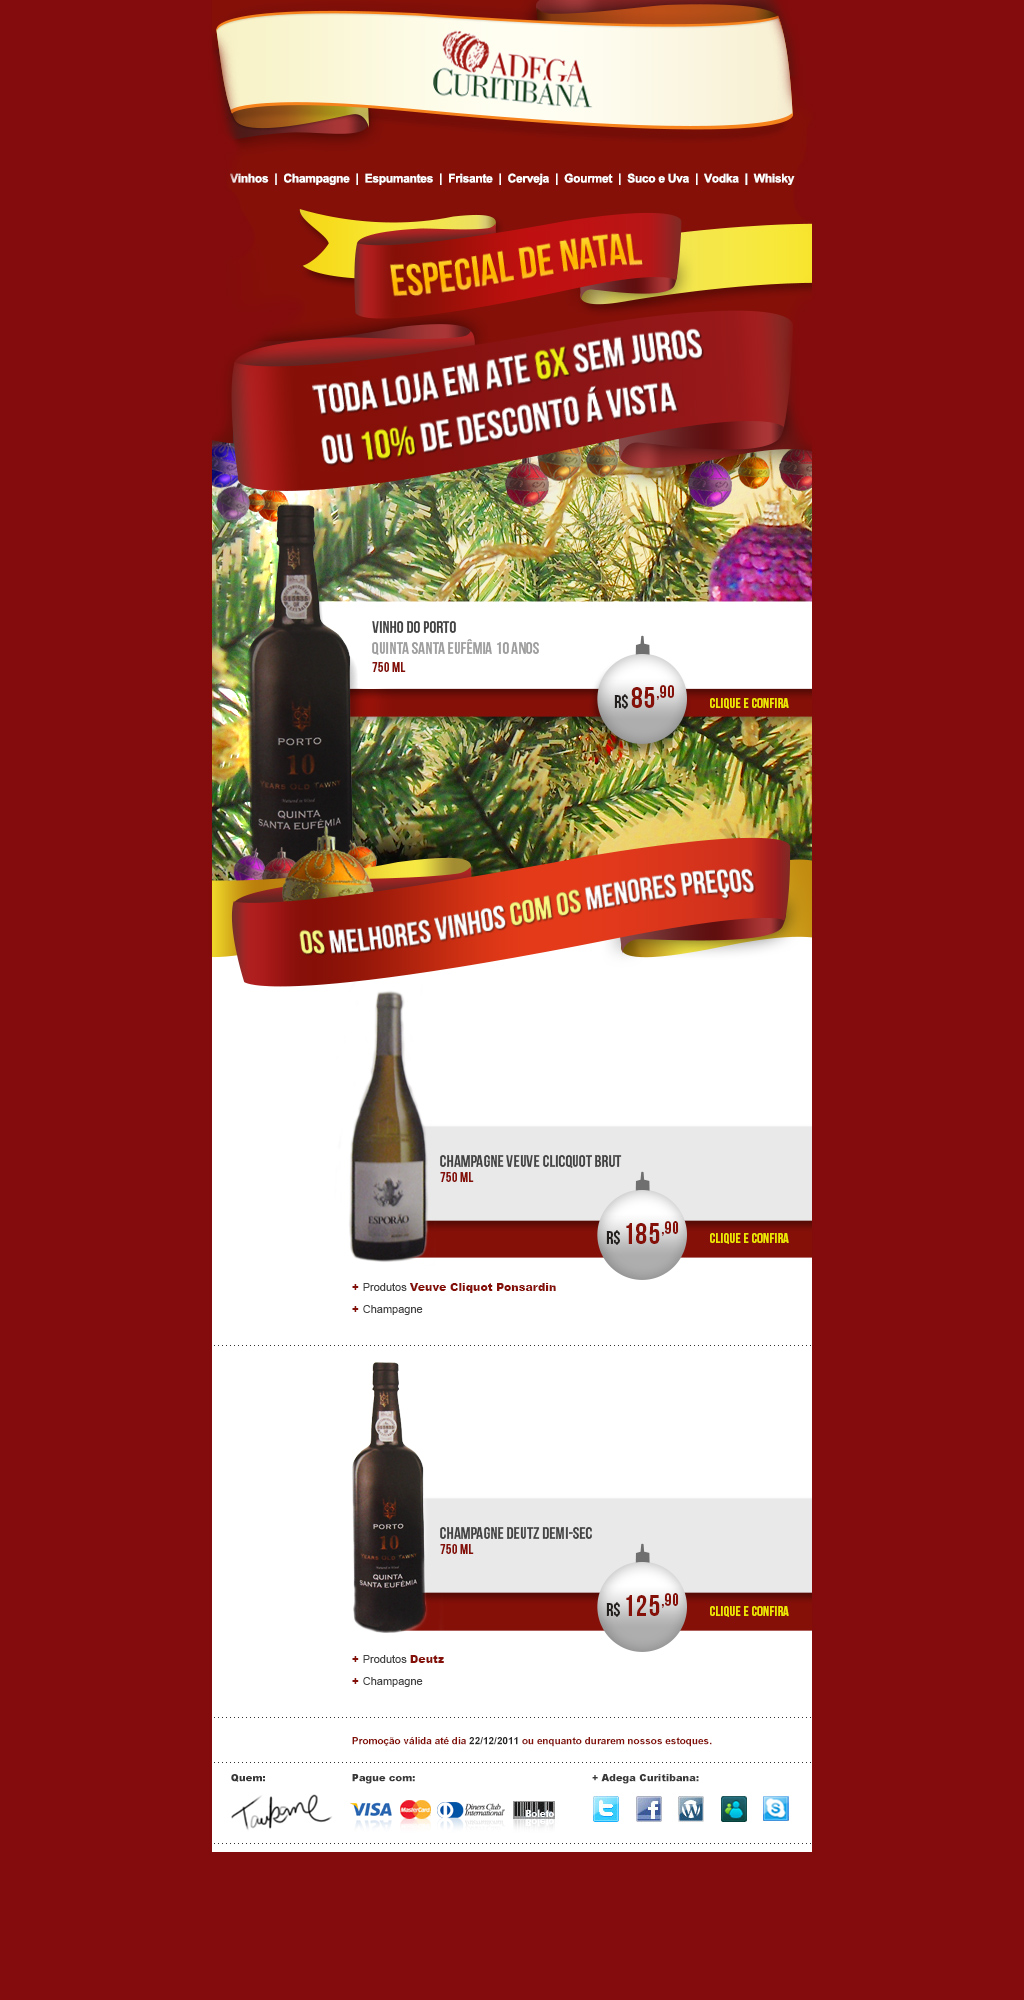 ADEGA
CURITIBANA
Vinhos | Champagne | Espumantes | Frisante | Cerveja | Gourmet | Suco e Uva | Vodka | Whisky
ESPECIAL DE NATAL
TODA LOJA EM ATE 6X SEM JUROS
OU 10% DE DESCONTO Á VISTA
VINHO DO PORTO
QUINTA SANTA EUFÊMIA 10 ANOS
750 ML
R$ 85,90
CLIQUE E CONFIRA
PORTO
10
YEARS OLD TAWNY
QUINTA
SANTA EUFÉMIA
OS MELHORES VINHOS COM OS MENORES PREÇOS
ESPORÃO
CHAMPAGNE VEUVE CLICQUOT BRUT
750 ML
R$ 185,90
CLIQUE E CONFIRA
+ Produtos Veuve Cliquot Ponsardin
+ Champagne
PORTO
10
YEARS OLD TAWNY
QUINTA
SANTA EUFÉMIA
CHAMPAGNE DEUTZ DEMI-SEC
750 ML
R$ 125,90
CLIQUE E CONFIRA
+ Produtos Deutz
+ Champagne
Promoção válida até dia 22/12/2011 ou enquanto durarem nossos estoques.
Quem:
Pague com:
+ Adega Curitibana:
VISA
MasterCard
Diners Club
International
Boleto